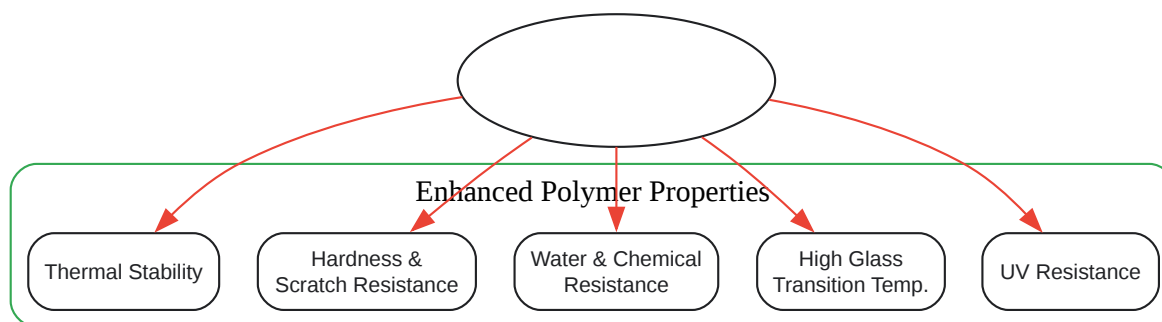 Enhanced Polymer Properties
Thermal Stability
Hardness &
Scratch Resistance
Water & Chemical
Resistance
High Glass
Transition Temp.
UV Resistance